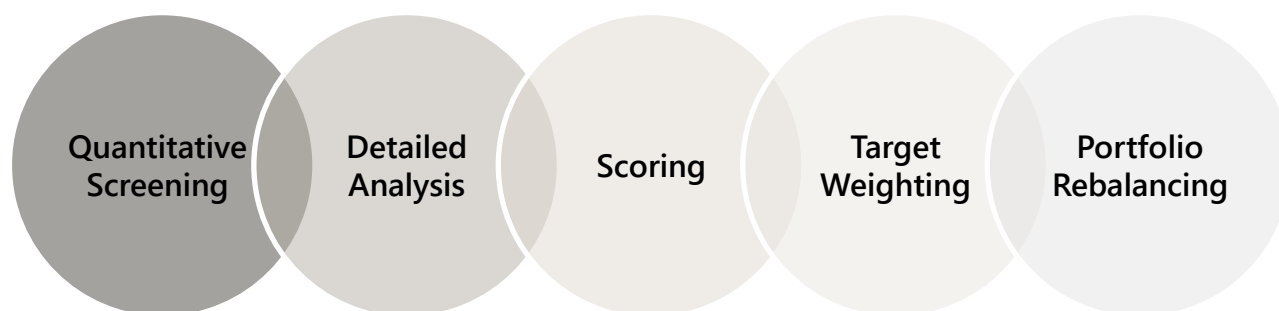 Quantitative
Screening
Detailed
Analysis
Scoring
Target
Weighting
Portfolio
Rebalancing